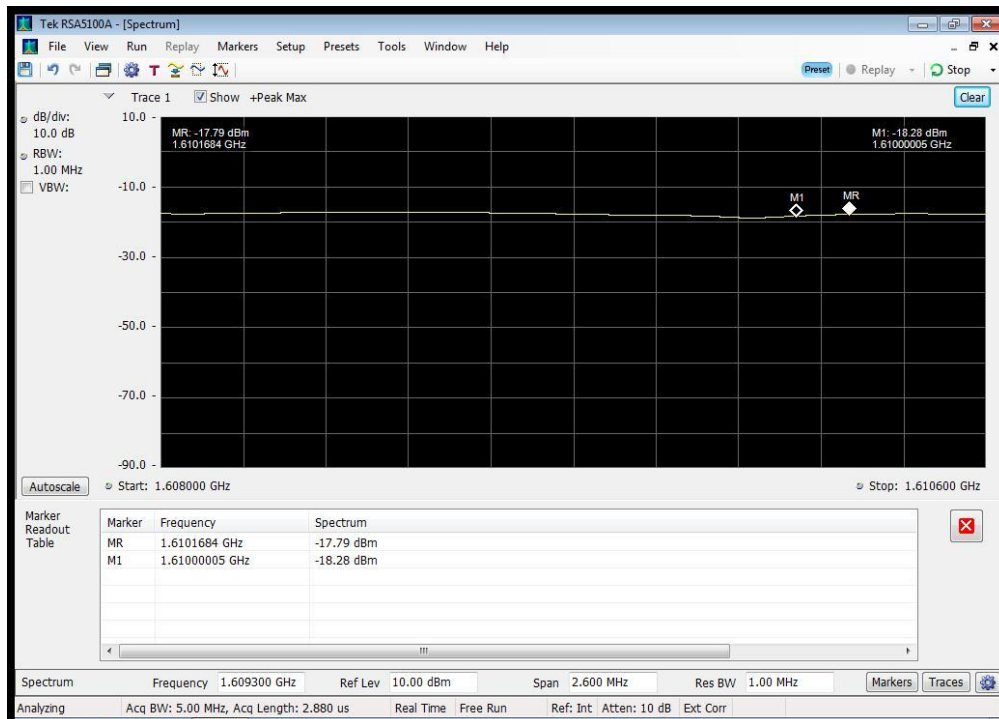 Tek RSA5100A - [Spectrum]
File View Run Replay Markers Setup Presets Tools Window Help
T Preset Replay Stop
Trace 1 Show +Peak Max Clear
dB/div:
10.0 dB
RBW:
1.00 MHz
VBW:
10.0 -
MR: -17.79 dBm
1.6101684 GHz
M1: -18.28 dBm
1.61000005 GHz
-10.0 -
M1 MR
-30.0 -
-50.0 -
-70.0 -
-90.0 -
Autoscale Start: 1.608000 GHz Stop: 1.610600 GHz
Marker
Readout
Table
Marker Frequency Spectrum
MR 1.6101684 GHz -17.79 dBm
M1 1.61000005 GHz -18.28 dBm
Spectrum Frequency 1.609300 GHz Ref Lev 10.00 dBm Span 2.600 MHz Res BW 1.00 MHz Markers Traces
Analyzing Acq BW: 5.00 MHz, Acq Length: 2.880 us Real Time Free Run Ref: Int Atten: 10 dB Ext Corr